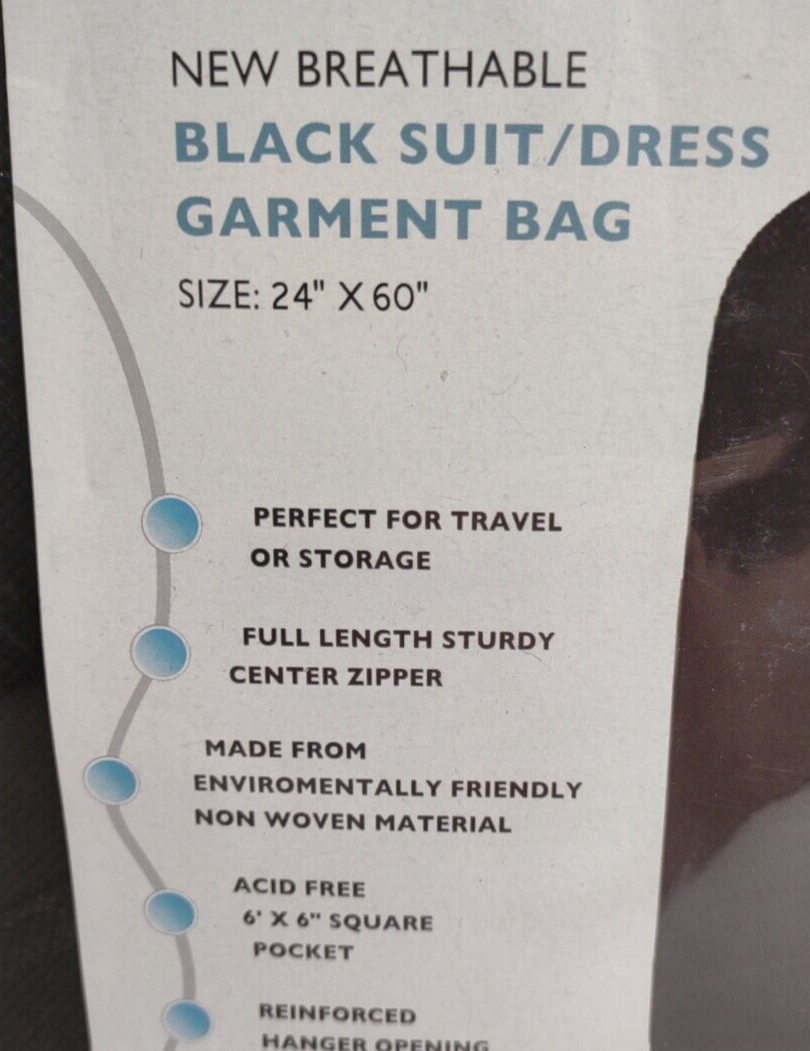 NEW BREATHABLE
BLACK SUIT/DRESS
GARMENT BAG
SIZE: 24" X 60"
PERFECT FOR TRAVEL
OR STORAGE
FULL LENGTH STURDY
CENTER ZIPPER
MADE FROM
ENVIROMENTALLY FRIENDLY
NON WOVEN MATERIAL
ACID FREE
6' X 6" SQUARE
POCKET
REINFORCED
HANGER OPENING